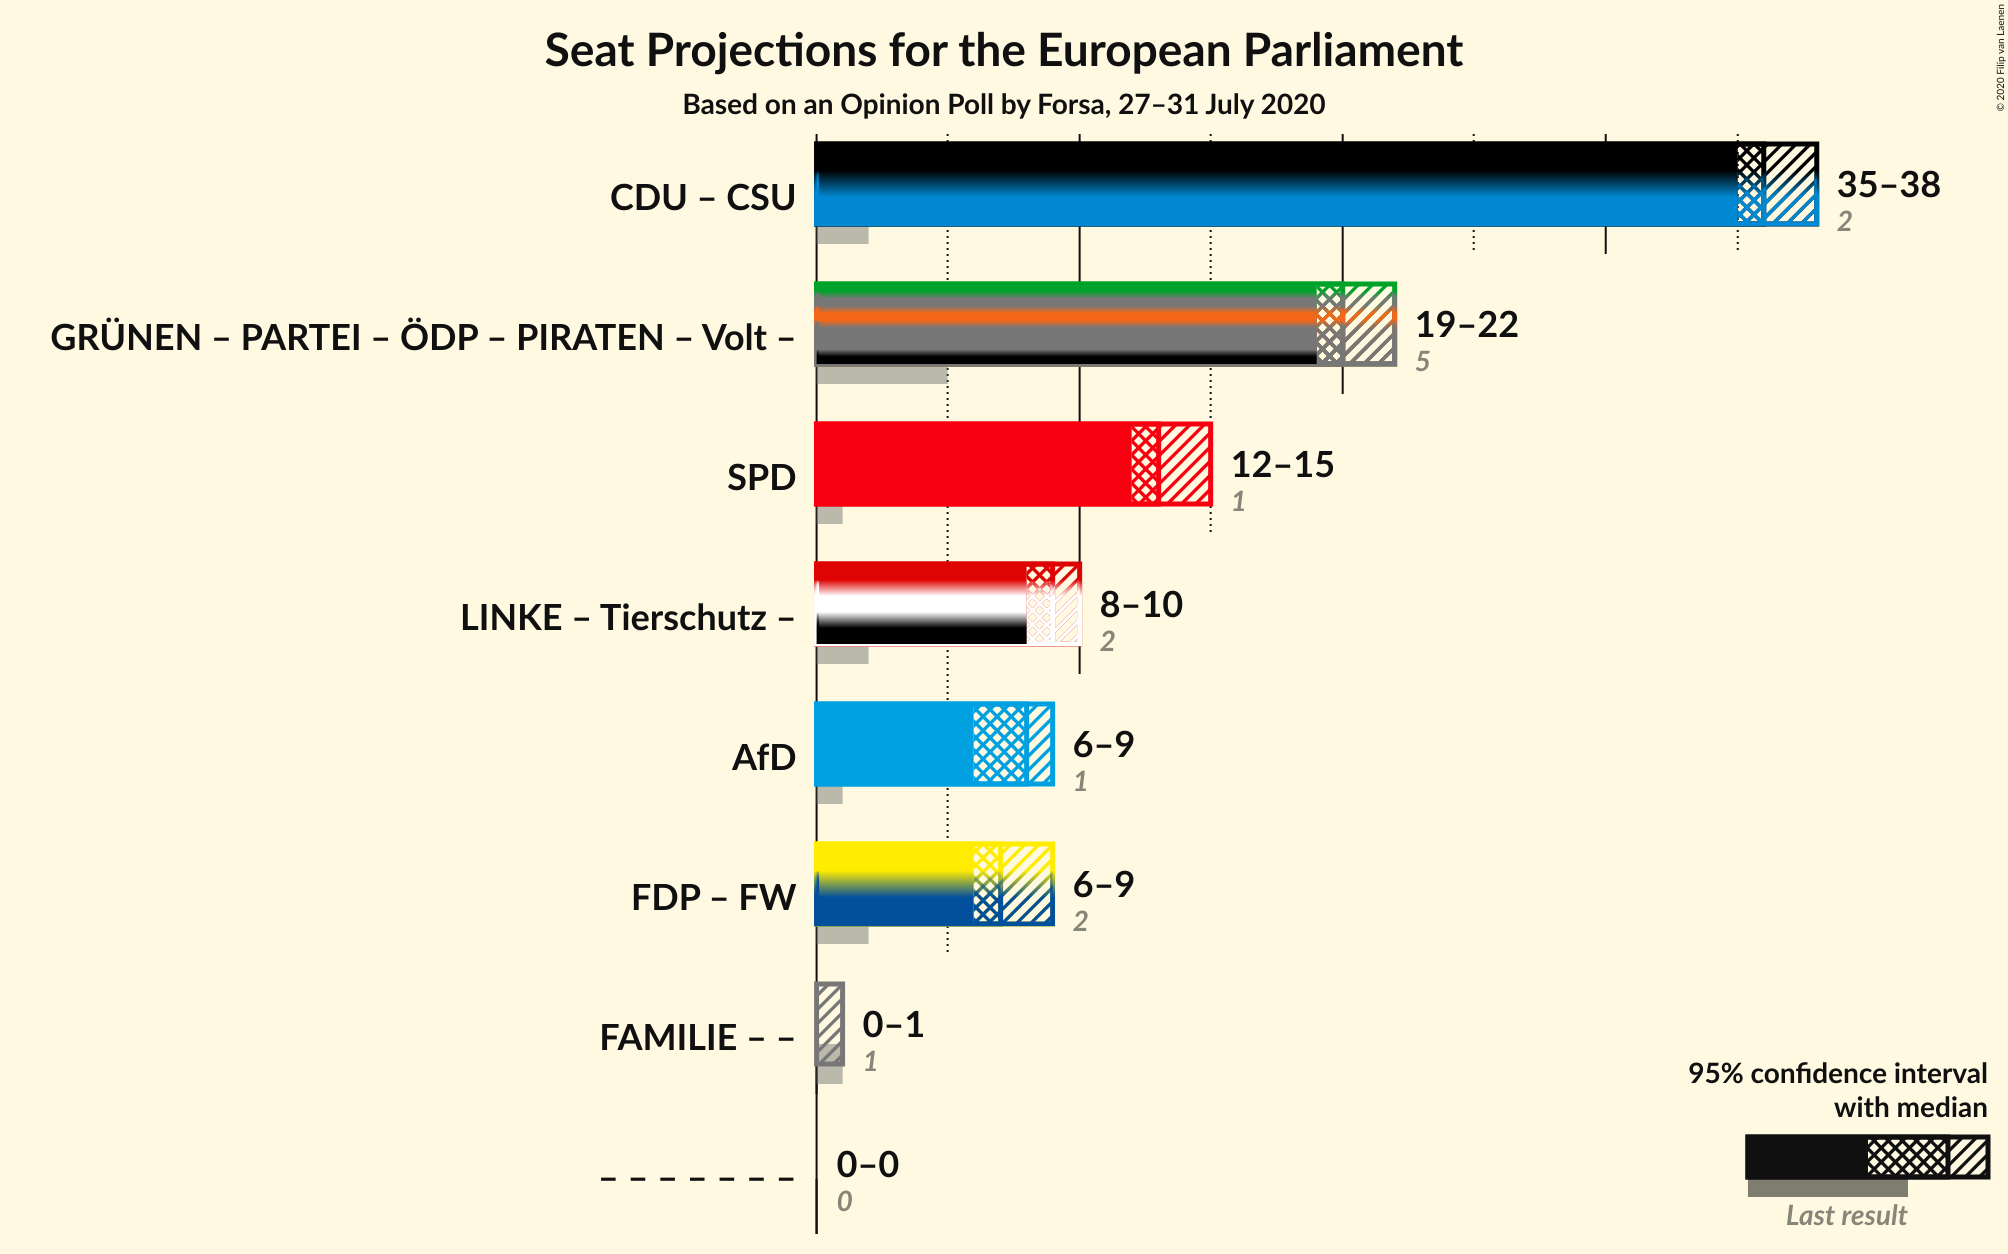 Seat Projections for the European Parliament
Based on an Opinion Poll by Forsa, 27–31 July 2020
© 2020 Filip van Laenen
CDU – CSU
35–38
2
GRÜNEN – PARTEI – ÖDP – PIRATEN – Volt –
19–22
5
SPD
12–15
1
LINKE – Tierschutz –
8–10
2
AfD
6–9
1
FDP – FW
6–9
2
FAMILIE – –
0–1
1
– – – – – – –
0–0
0
95% confidence interval
with median
Last result